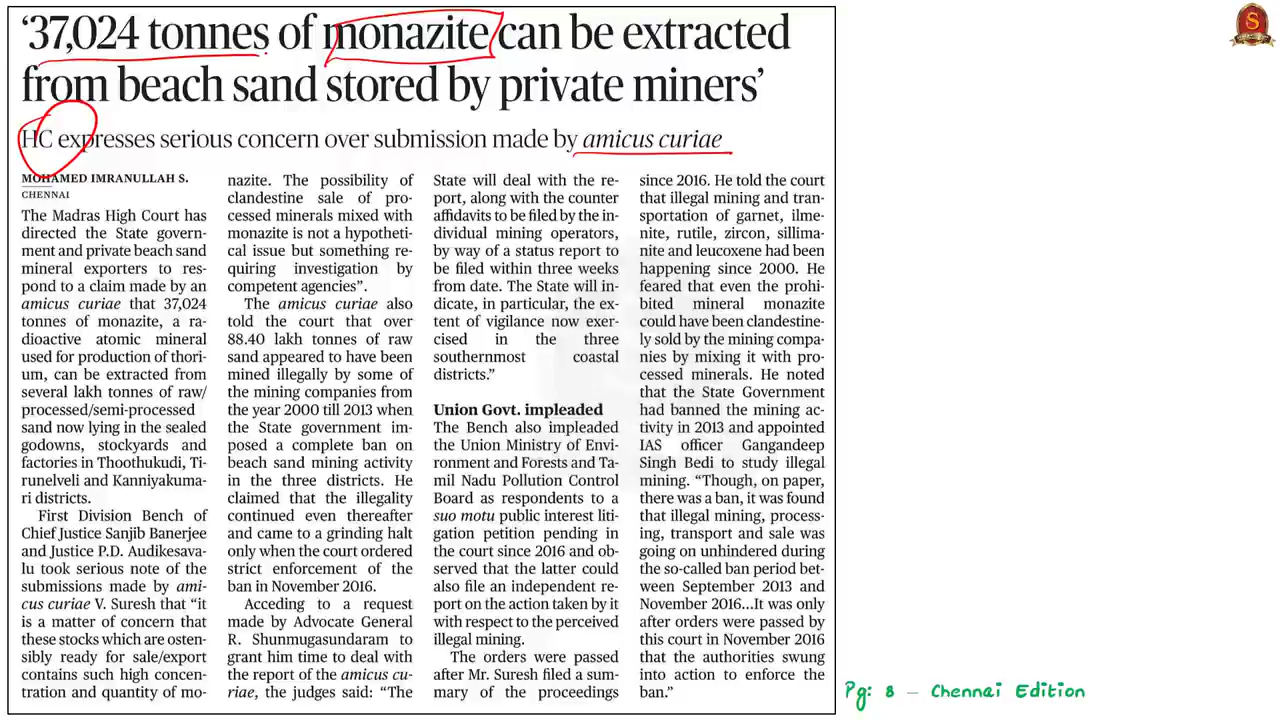 ‘37,024 tonnes of monazite can be extracted
from beach sand stored by private miners’
HC expresses serious concern over submission made by amicus curiae
MOHAMED IMRANULLAH S.
CHENNAI
The Madras High Court has
directed the State govern-
ment and private beach sand
mineral exporters to res-
pond to a claim made by an
amicus curiae that 37,024
tonnes of monazite, a ra-
dioactive atomic mineral
used for production of thori-
um, can be extracted from
several lakh tonnes of raw/
processed/semi-processed
sand now lying in the sealed
godowns, stockyards and
factories in Thoothukudi, Ti-
runelveli and Kanniyakuma-
ri districts.
First Division Bench of
Chief Justice Sanjib Banerjee
and Justice P.D. Audikesava-
lu took serious note of the
submissions made by ami-
cus curiae V. Suresh that “it
is a matter of concern that
these stocks which are osten-
sibly ready for sale/export
contains such high concen-
tration and quantity of mo-
nazite. The possibility of
clandestine sale of pro-
cessed minerals mixed with
monazite is not a hypotheti-
cal issue but something re-
quiring investigation by
competent agencies”.
The amicus curiae also
told the court that over
88.40 lakh tonnes of raw
sand appeared to have been
mined illegally by some of
the mining companies from
the year 2000 till 2013 when
the State government im-
posed a complete ban on
beach sand mining activity
in the three districts. He
claimed that the illegality
continued even thereafter
and came to a grinding halt
only when the court ordered
strict enforcement of the
ban in November 2016.
Acceding to a request
made by Advocate General
R. Shunmugasundaram to
grant him time to deal with
the report of the amicus cu-
riae, the judges said: “The
State will deal with the re-
port, along with the counter
affidavits to be filed by the in-
dividual mining operators,
by way of a status report to
be filed within three weeks
from date. The State will in-
dicate, in particular, the ex-
tent of vigilance now exer-
cised in the three
southernmost coastal
districts.”
Union Govt. impleaded
The Bench also impleaded
the Union Ministry of Envi-
ronment and Forests and Ta-
mil Nadu Pollution Control
Board as respondents to a
suo motu public interest liti-
gation petition pending in
the court since 2016 and ob-
served that the latter could
also file an independent re-
port on the action taken by it
with respect to the perceived
illegal mining.
The orders were passed
after Mr. Suresh filed a sum-
mary of the proceedings
since 2016. He told the court
that illegal mining and tran-
sportation of garnet, ilme-
nite, rutile, zircon, sillima-
nite and leucoxene had been
happening since 2000. He
feared that even the prohi-
bited mineral monazite
could have been clandestine-
ly sold by the mining compa-
nies by mixing it with pro-
cessed minerals. He noted
that the State Government
had banned the mining ac-
tivity in 2013 and appointed
IAS officer Gangandeep
Singh Bedi to study illegal
mining. “Though, on paper,
there was a ban, it was found
that illegal mining, process-
ing, transport and sale was
going on unhindered during
the so-called ban period bet-
ween September 2013 and
November 2016...It was only
after orders were passed by
this court in November 2016
that the authorities swung
into action to enforce the
ban.”
Pg: 8 – Chennai Edition